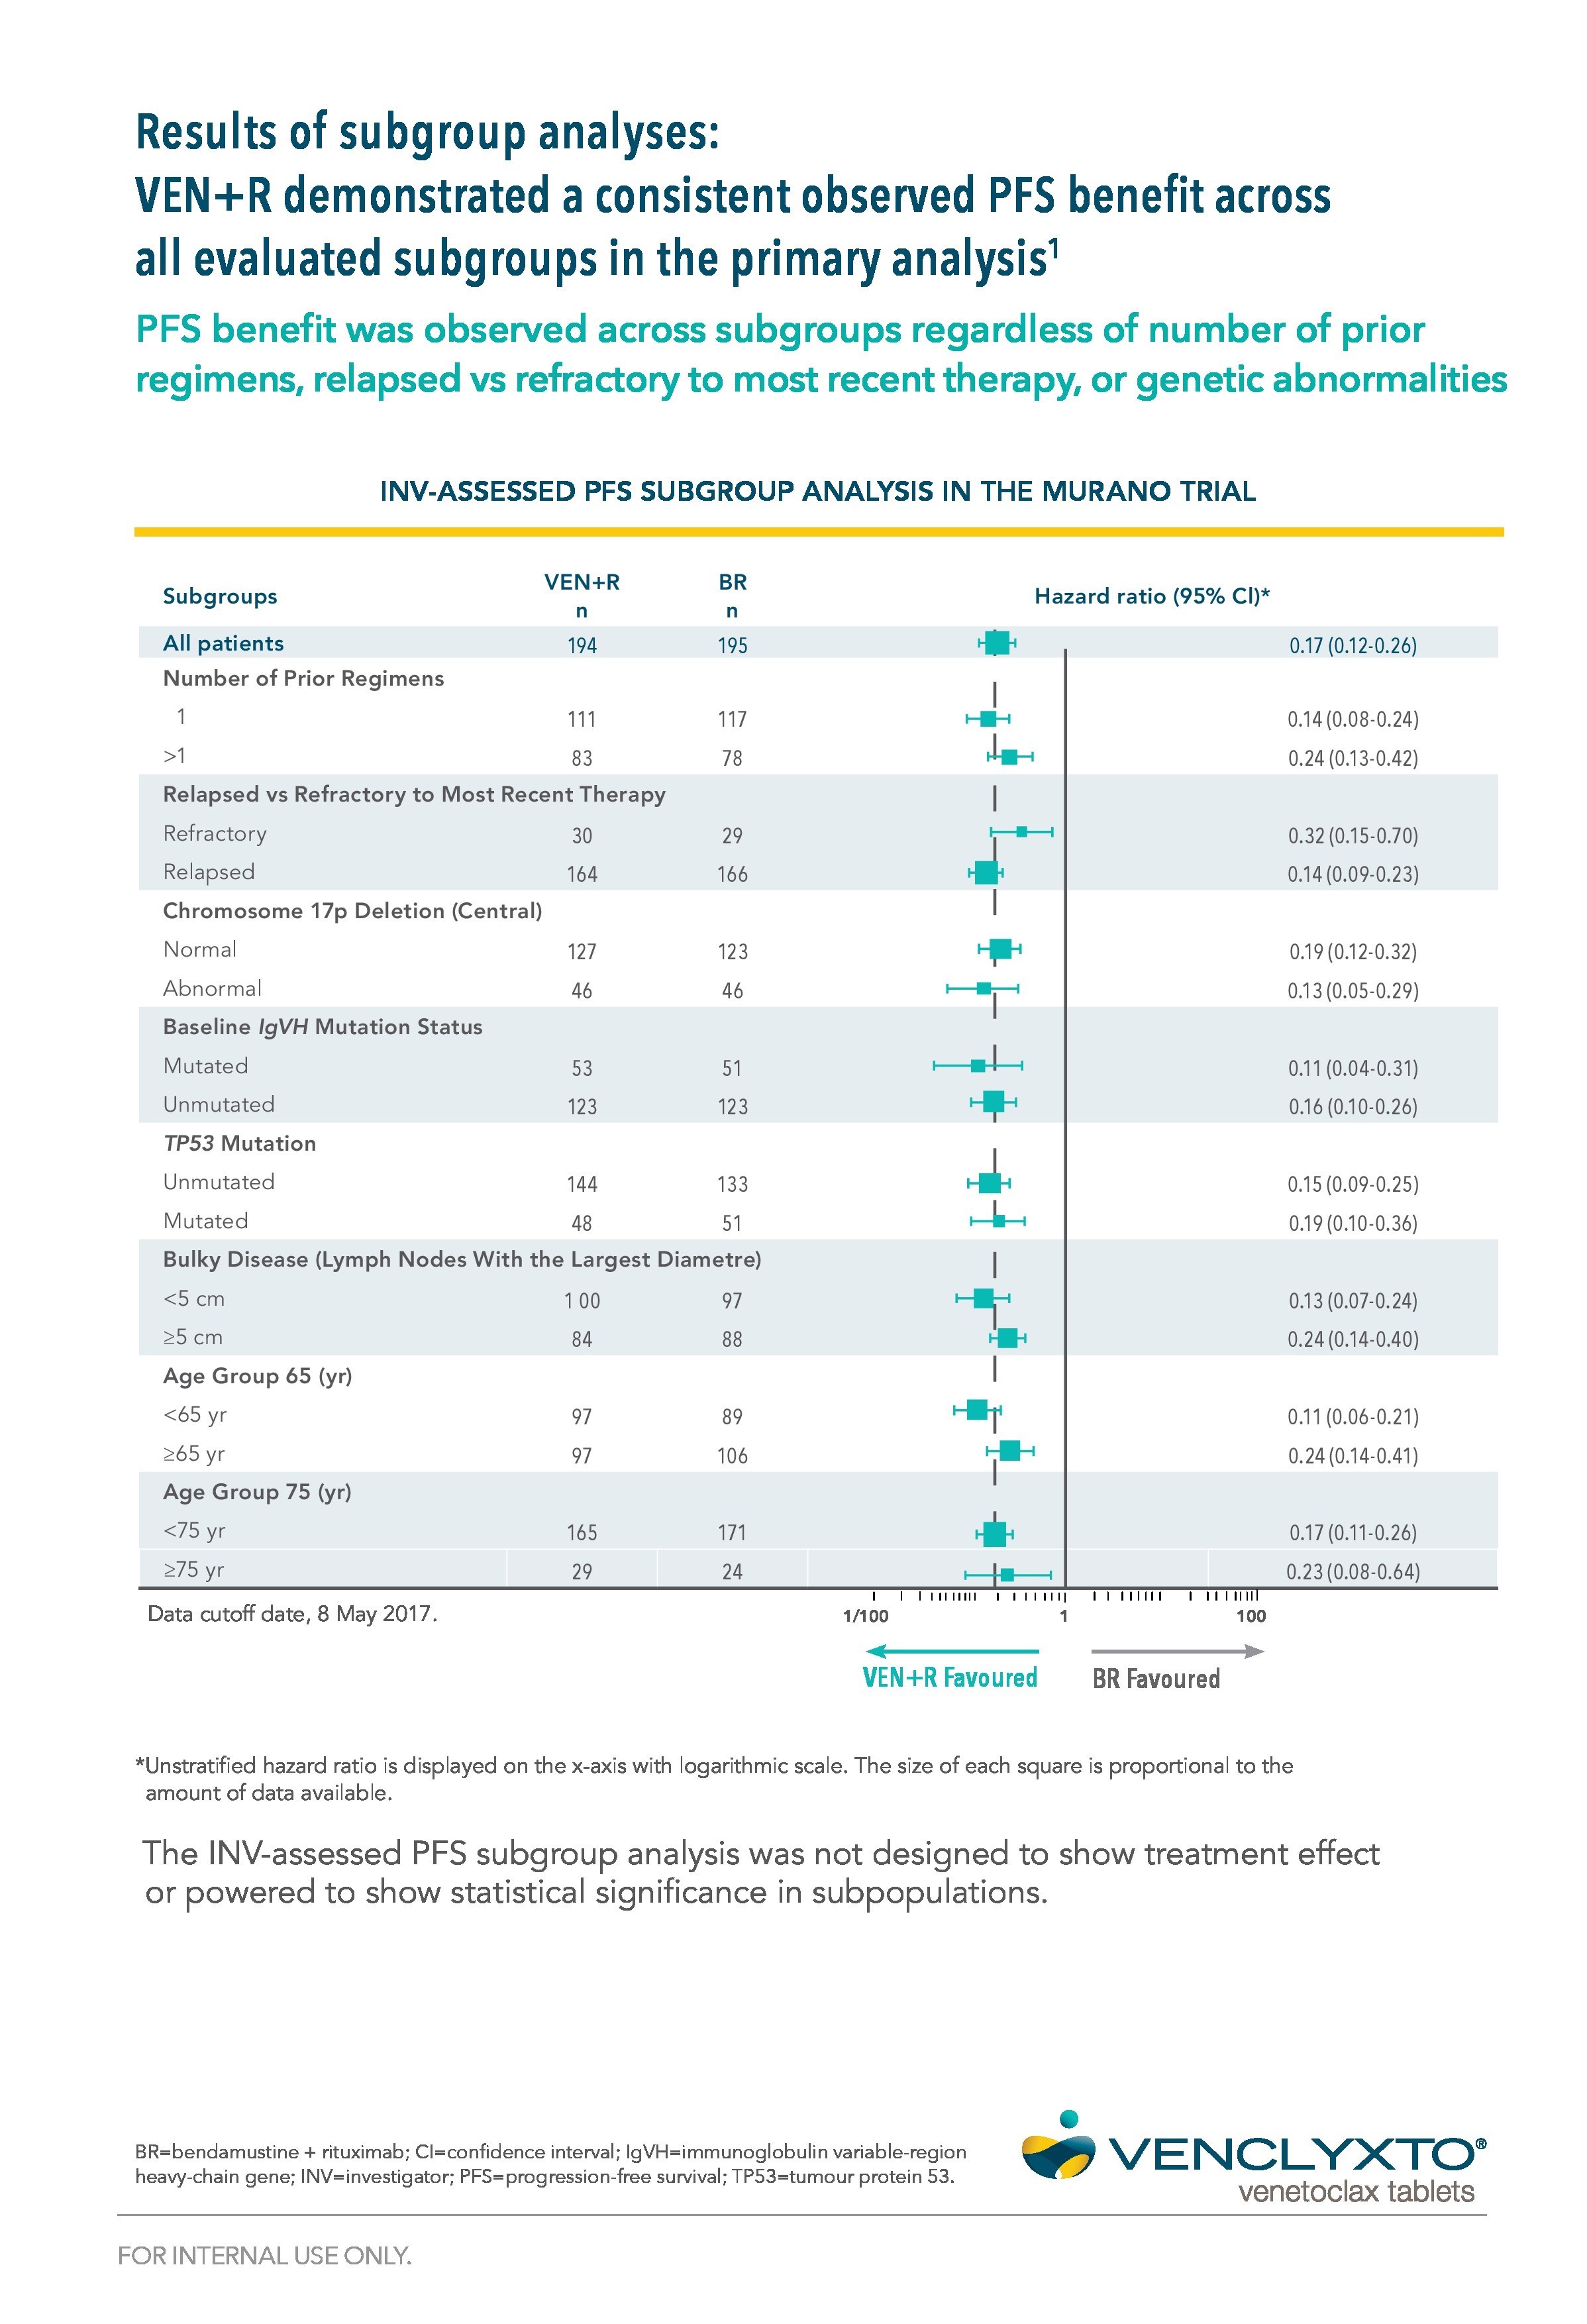 Results of subgroup analyses:
VEN+R demonstrated a consistent observed PFS benefit across
all evaluated subgroups in the primary analysis1
PFS benefit was observed across subgroups regardless of number of prior
regimens, relapsed vs refractory to most recent therapy, or genetic abnormalities
INV-ASSESSED PFS SUBGROUP ANALYSIS IN THE MURANO TRIAL
Subgroups VEN+R n BR n Hazard ratio (95% Cl)*
All patients 194 195 0.17 (0.12-0.26)
Number of Prior Regimens
1 111 117 0.14 (0.08-0.24)
>1 83 78 0.24 (0.13-0.42)
Relapsed vs Refractory to Most Recent Therapy
Refractory 30 29 0.32 (0.15-0.70)
Relapsed 164 166 0.14 (0.09-0.23)
Chromosome 17p Deletion (Central)
Normal 127 123 0.19 (0.12-0.32)
Abnormal 46 46 0.13 (0.05-0.29)
Baseline IgVH Mutation Status
Mutated 53 51 0.11 (0.04-0.31)
Unmutated 123 123 0.16 (0.10-0.26)
TP53 Mutation
Unmutated 144 133 0.15 (0.09-0.25)
Mutated 48 51 0.19 (0.10-0.36)
Bulky Disease (Lymph Nodes With the Largest Diametre)
<5 cm 1 00 97 0.13 (0.07-0.24)
≥5 cm 84 88 0.24 (0.14-0.40)
Age Group 65 (yr)
<65 yr 97 89 0.11 (0.06-0.21)
≥65 yr 97 106 0.24 (0.14-0.41)
Age Group 75 (yr)
<75 yr 165 171 0.17 (0.11-0.26)
≥75 yr 29 24 0.23 (0.08-0.64)
Data cutoff date, 8 May 2017. 1/100 1 100
VEN+R Favoured BR Favoured
*Unstratified hazard ratio is displayed on the x-axis with logarithmic scale. The size of each square is proportional to the
amount of data available.
The INV-assessed PFS subgroup analysis was not designed to show treatment effect
or powered to show statistical significance in subpopulations.
BR=bendamustine + rituximab; CI=confidence interval; IgVH=immunoglobulin variable-region
heavy-chain gene; INV=investigator; PFS=progression-free survival; TP53=tumour protein 53.
VENCLYXTO®
venetoclax tablets
FOR INTERNAL USE ONLY.